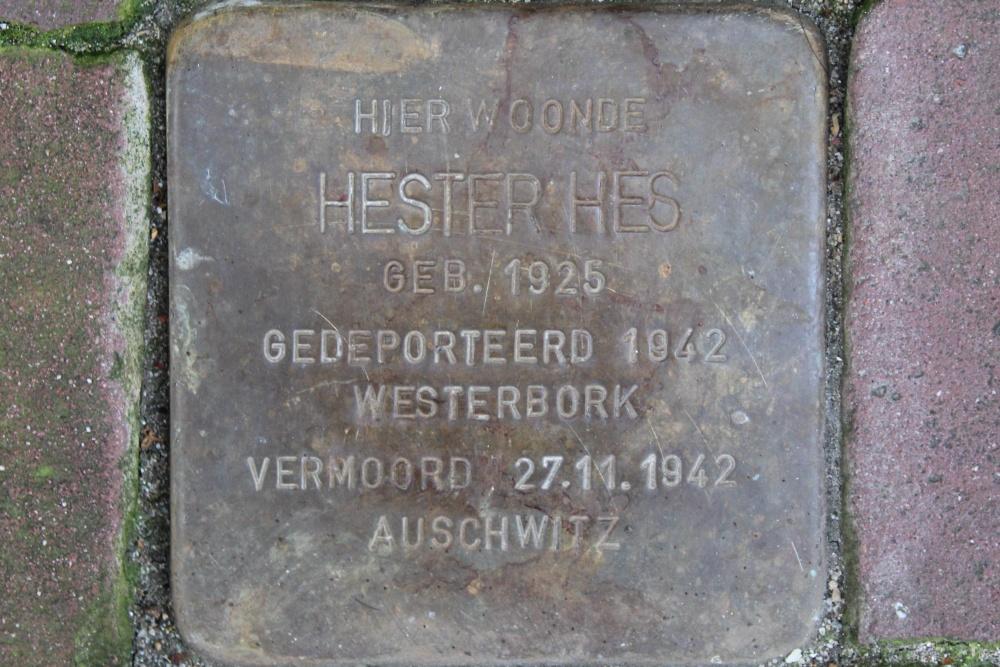 HIER WOONDE
HESTER HES
GEB. 1925
GEDEPORTEERD 1942
WESTERBORK
VERMOORD 27.11.1942
AUSCHWITZ